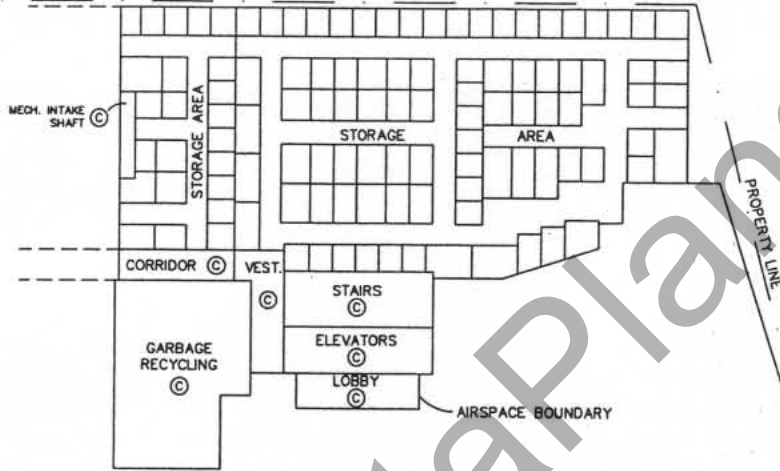 MECH. INTAKE
SHAFT Ⓒ
STORAGE AREA
STORAGE AREA
PROPERTY LINE
CORRIDOR Ⓒ
VEST.
Ⓒ
STAIRS
Ⓒ
ELEVATORS
Ⓒ
GARBAGE
RECYCLING
Ⓒ
LOBBY
Ⓒ
AIRSPACE BOUNDARY